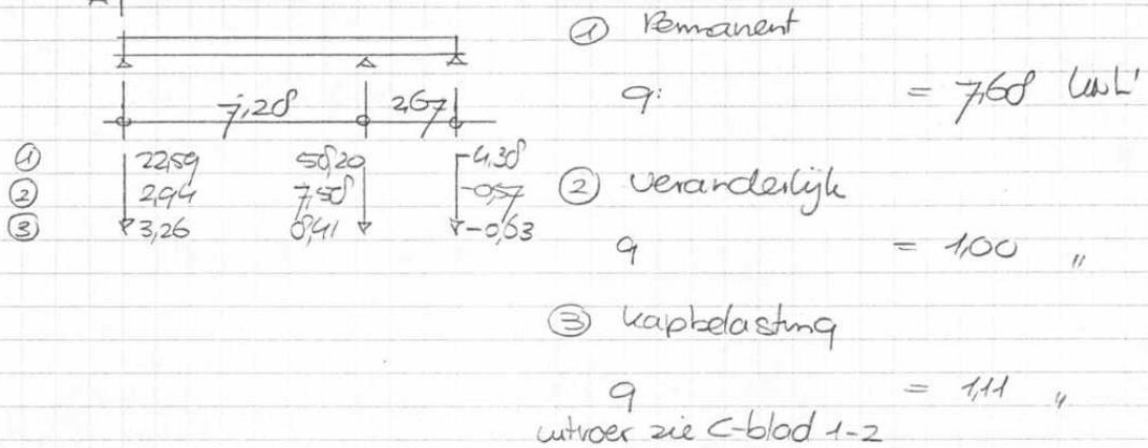 ① Permanent
q: = 7,68 kN/m'
7,28 2,67
① 22,59 58,20 -4,38
② 2,94 7,58 -0,57
③ 3,26 8,41 -0,63
② veranderlijk
q = 1,00 "
③ kapbelasting
q = 1,11 "
uitvoer zie C-blad 1-2